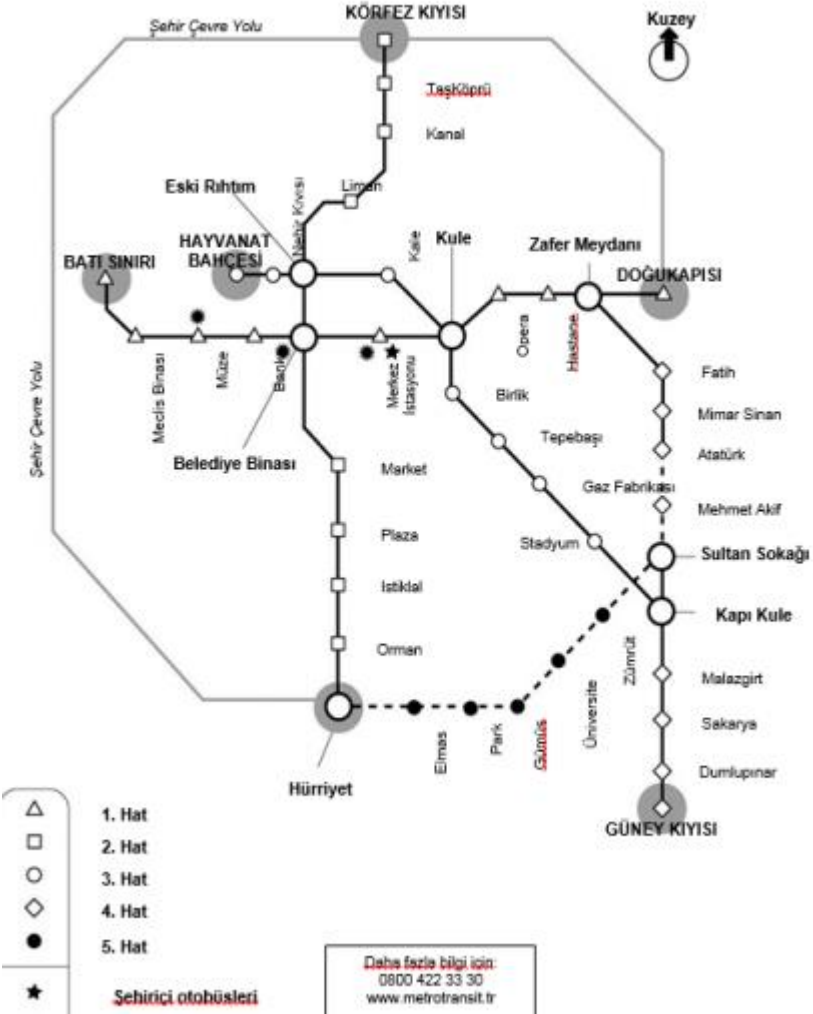 KÖRFEZ KIYISI
Kuzey
Şehir Çevre Yolu
TaşKöprü
Kanal
Eski Rıhtım
Liman
Nehir Kıyısı
HAYVANAT
BAHÇESİ
Kale
Kule
Zafer Meydanı
BATI SINIRI
DOĞUKAPISI
Meclis Binası
Müze
Bank
Merkez
İstasyonu
Opera
Hastane
Fatih
Birlik
Mimar Sinan
Tepebaşı
Atatürk
Şehir Çevre Yolu
Belediye Binası
Market
Gaz Fabrikası
Mehmet Akif
Plaza
Stadyum
Sultan Sokağı
Istiklal
Kapı Kule
Orman
Zümrüt
Malazgirt
Üniversite
Sakarya
Elmas
Park
Gümüş
Dumlupınar
Hürriyet
GÜNEY KIYISI
1. Hat
2. Hat
3. Hat
4. Hat
5. Hat
Şehiriçi otobüsleri
Daha fazla bilgi için:
0800 422 33 30
www.metrotransit.tr